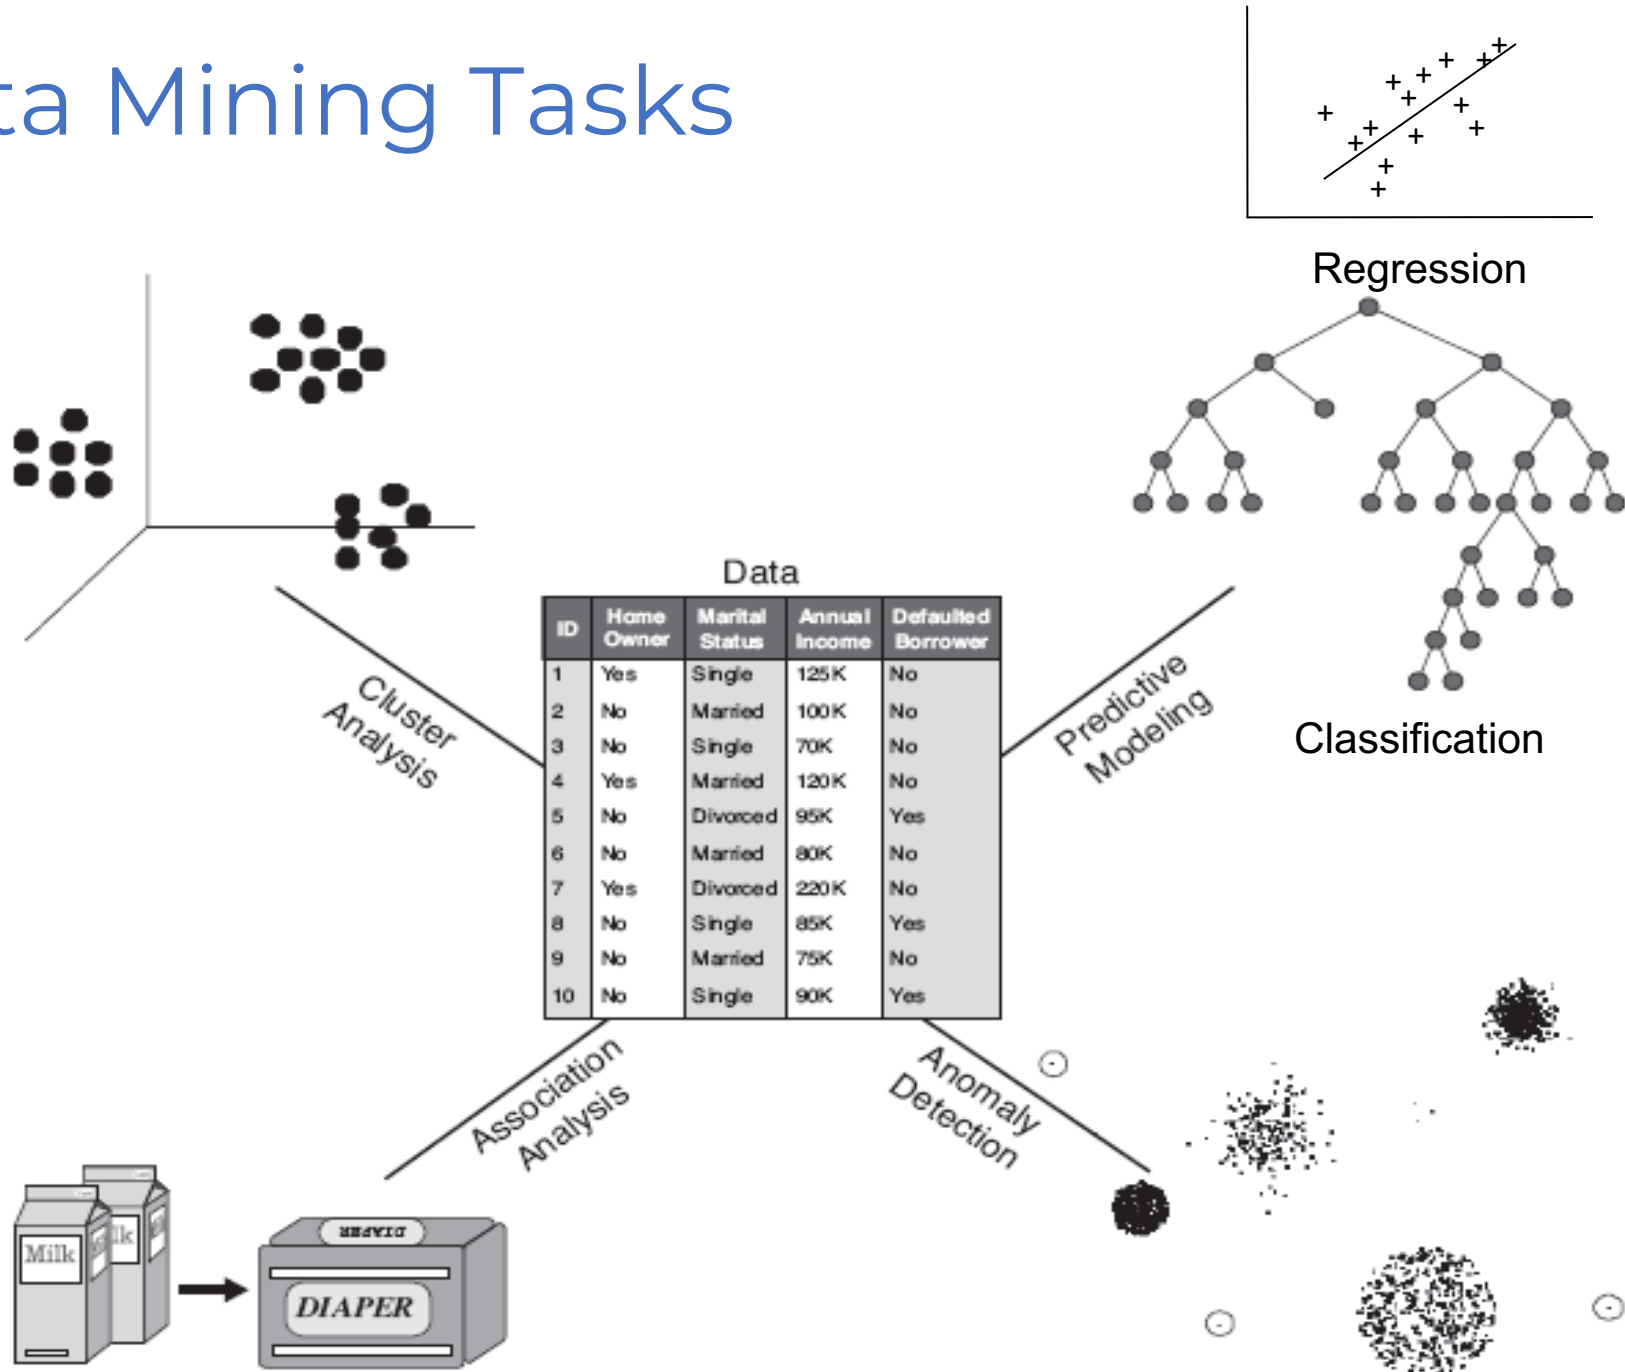 ta Mining Tasks
Regression
Classification
Data
ID Home Owner Marital Status Annual Income Defaulted Borrower
1 Yes Single 125K No
2 No Married 100K No
3 No Single 70K No
4 Yes Married 120K No
5 No Divorced 95K Yes
6 No Married 80K No
7 Yes Divorced 220K No
8 No Single 85K Yes
9 No Married 75K No
10 No Single 90K Yes
Cluster
Analysis
Predictive
Modeling
Association
Analysis
Anomaly
Detection
Milk
lk
DIAPER
DIAPER